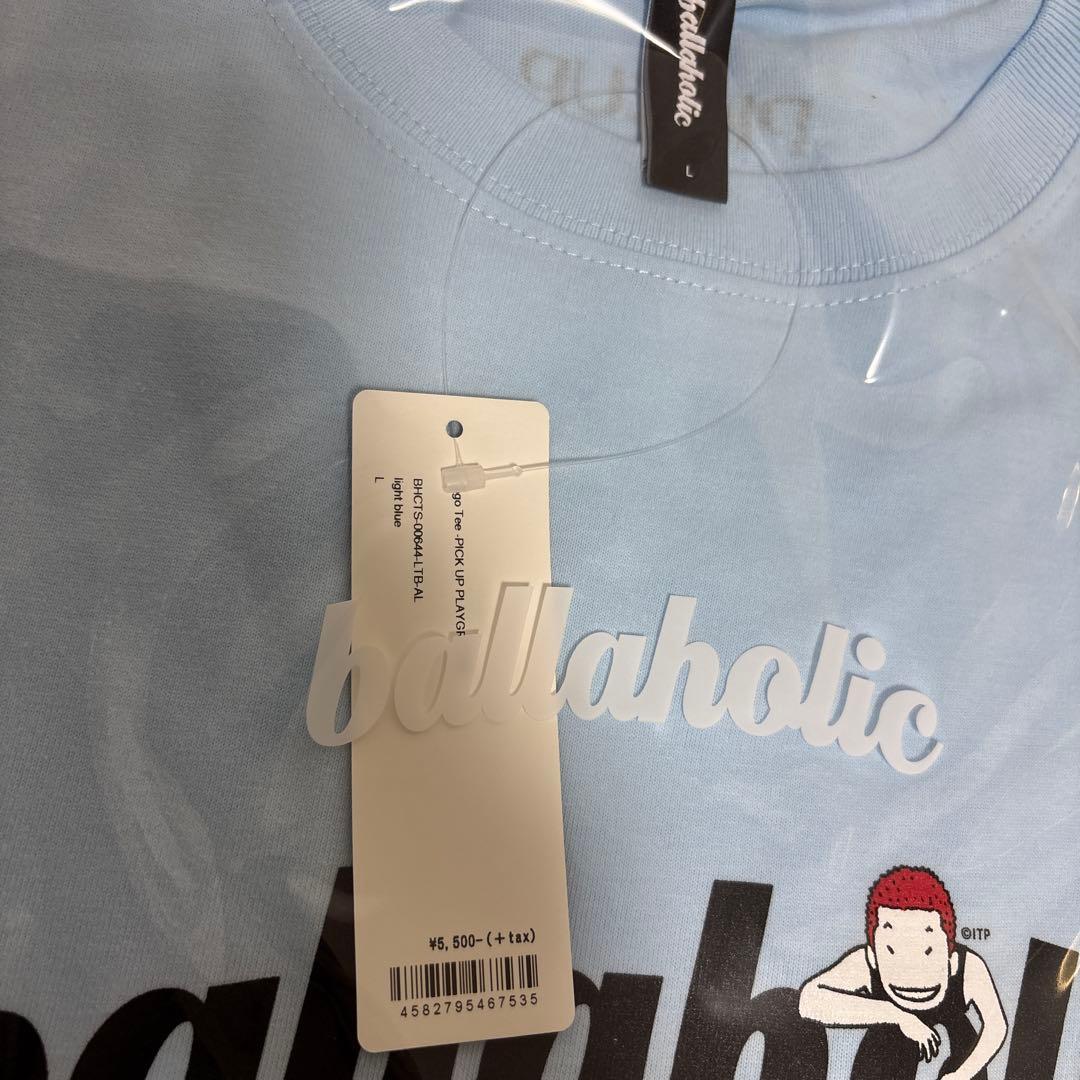 ballaholic
L
go Tee -PICK UP PLAYGR
BHCTS-00644-LTB-AL
light blue
L
ballaholic
¥5,500-(+tax)
4582795467535
©ITP